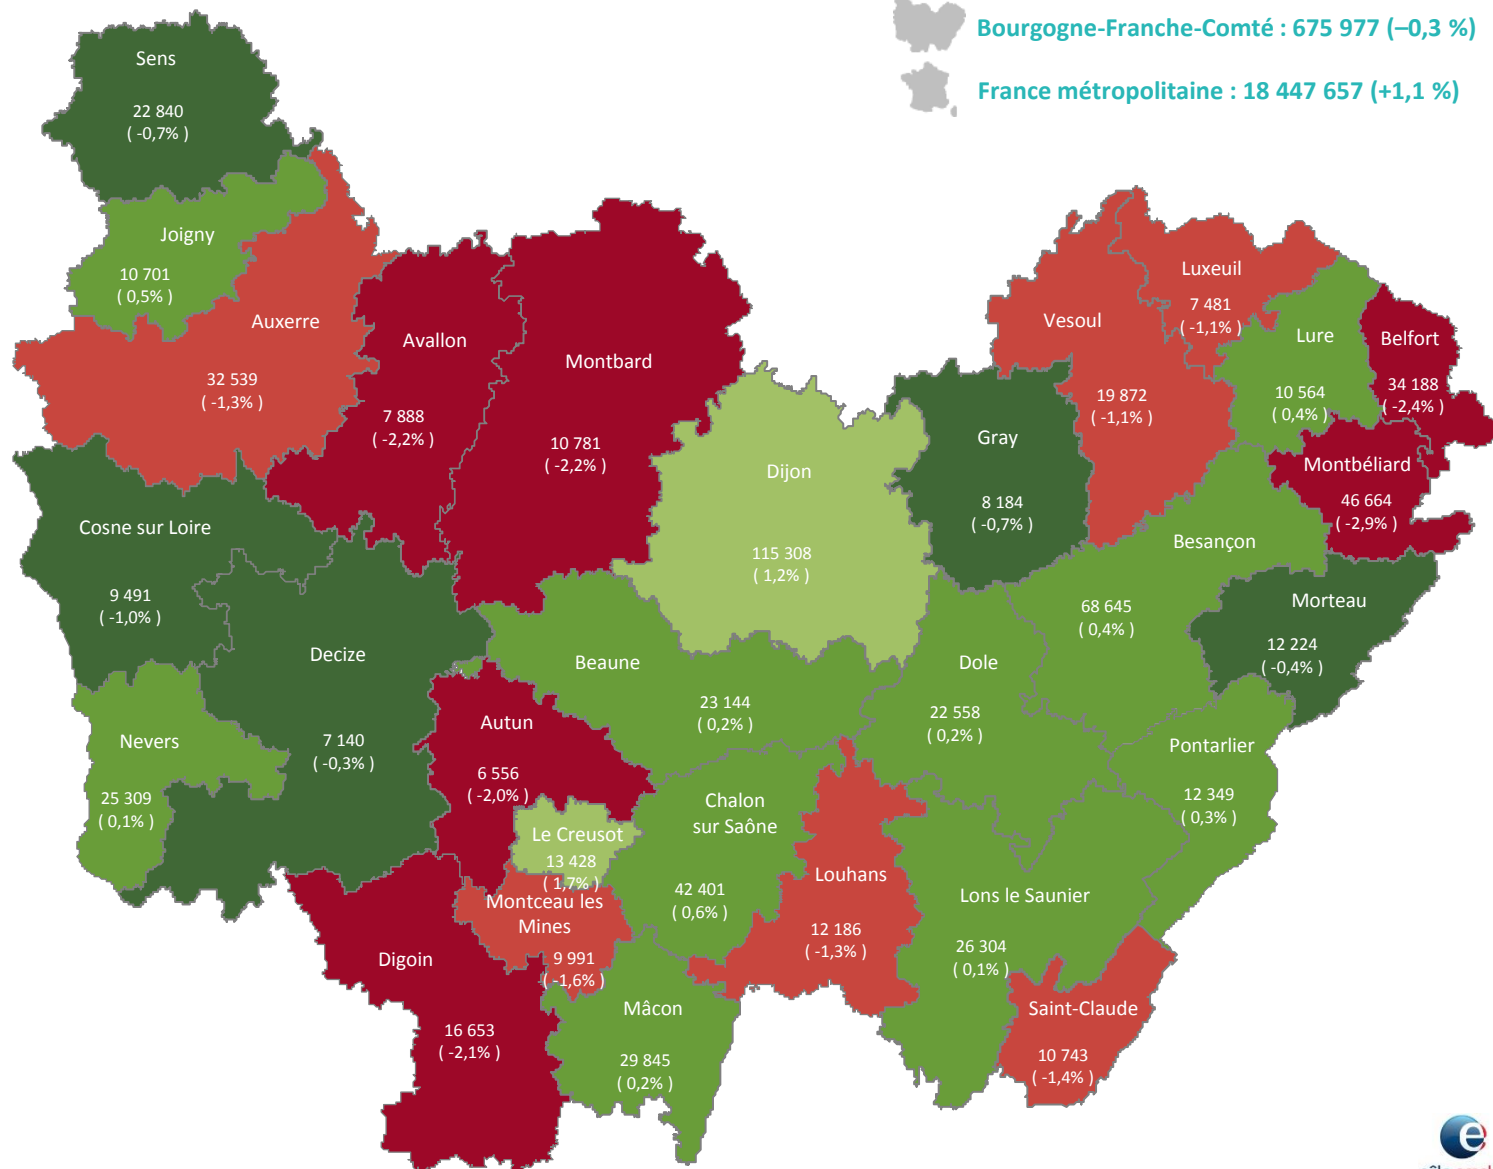 Bourgogne-Franche-Comté : 675 977 (–0,3 %)
France métropolitaine : 18 447 657 (+1,1 %)
Sens
22 840
( -0,7% )
Joigny
10 701
( 0,5% )
Auxerre
32 539
( -1,3% )
Avallon
7 888
( -2,2% )
Montbard
10 781
( -2,2% )
Dijon
115 308
( 1,2% )
Vesoul
19 872
( -1,1% )
Luxeuil
7 481
( -1,1% )
Lure
10 564
( 0,4% )
Belfort
34 188
( -2,4% )
Montbéliard
46 664
( -2,9% )
Gray
8 184
( -0,7% )
Besançon
68 645
( 0,4% )
Morteau
12 224
( -0,4% )
Cosne sur Loire
9 491
( -1,0% )
Decize
7 140
( -0,3% )
Nevers
25 309
( 0,1% )
Beaune
23 144
( 0,2% )
Dole
22 558
( 0,2% )
Pontarlier
12 349
( 0,3% )
Autun
6 556
( -2,0% )
Le Creusot
13 428
( 1,7% )
Chalon
sur Saône
42 401
( 0,6% )
Montceau les
Mines
9 991
( -1,6% )
Louhans
12 186
( -1,3% )
Lons le Saunier
26 304
( 0,1% )
Digoin
16 653
( -2,1% )
Mâcon
29 845
( 0,2% )
Saint-Claude
10 743
( -1,4% )